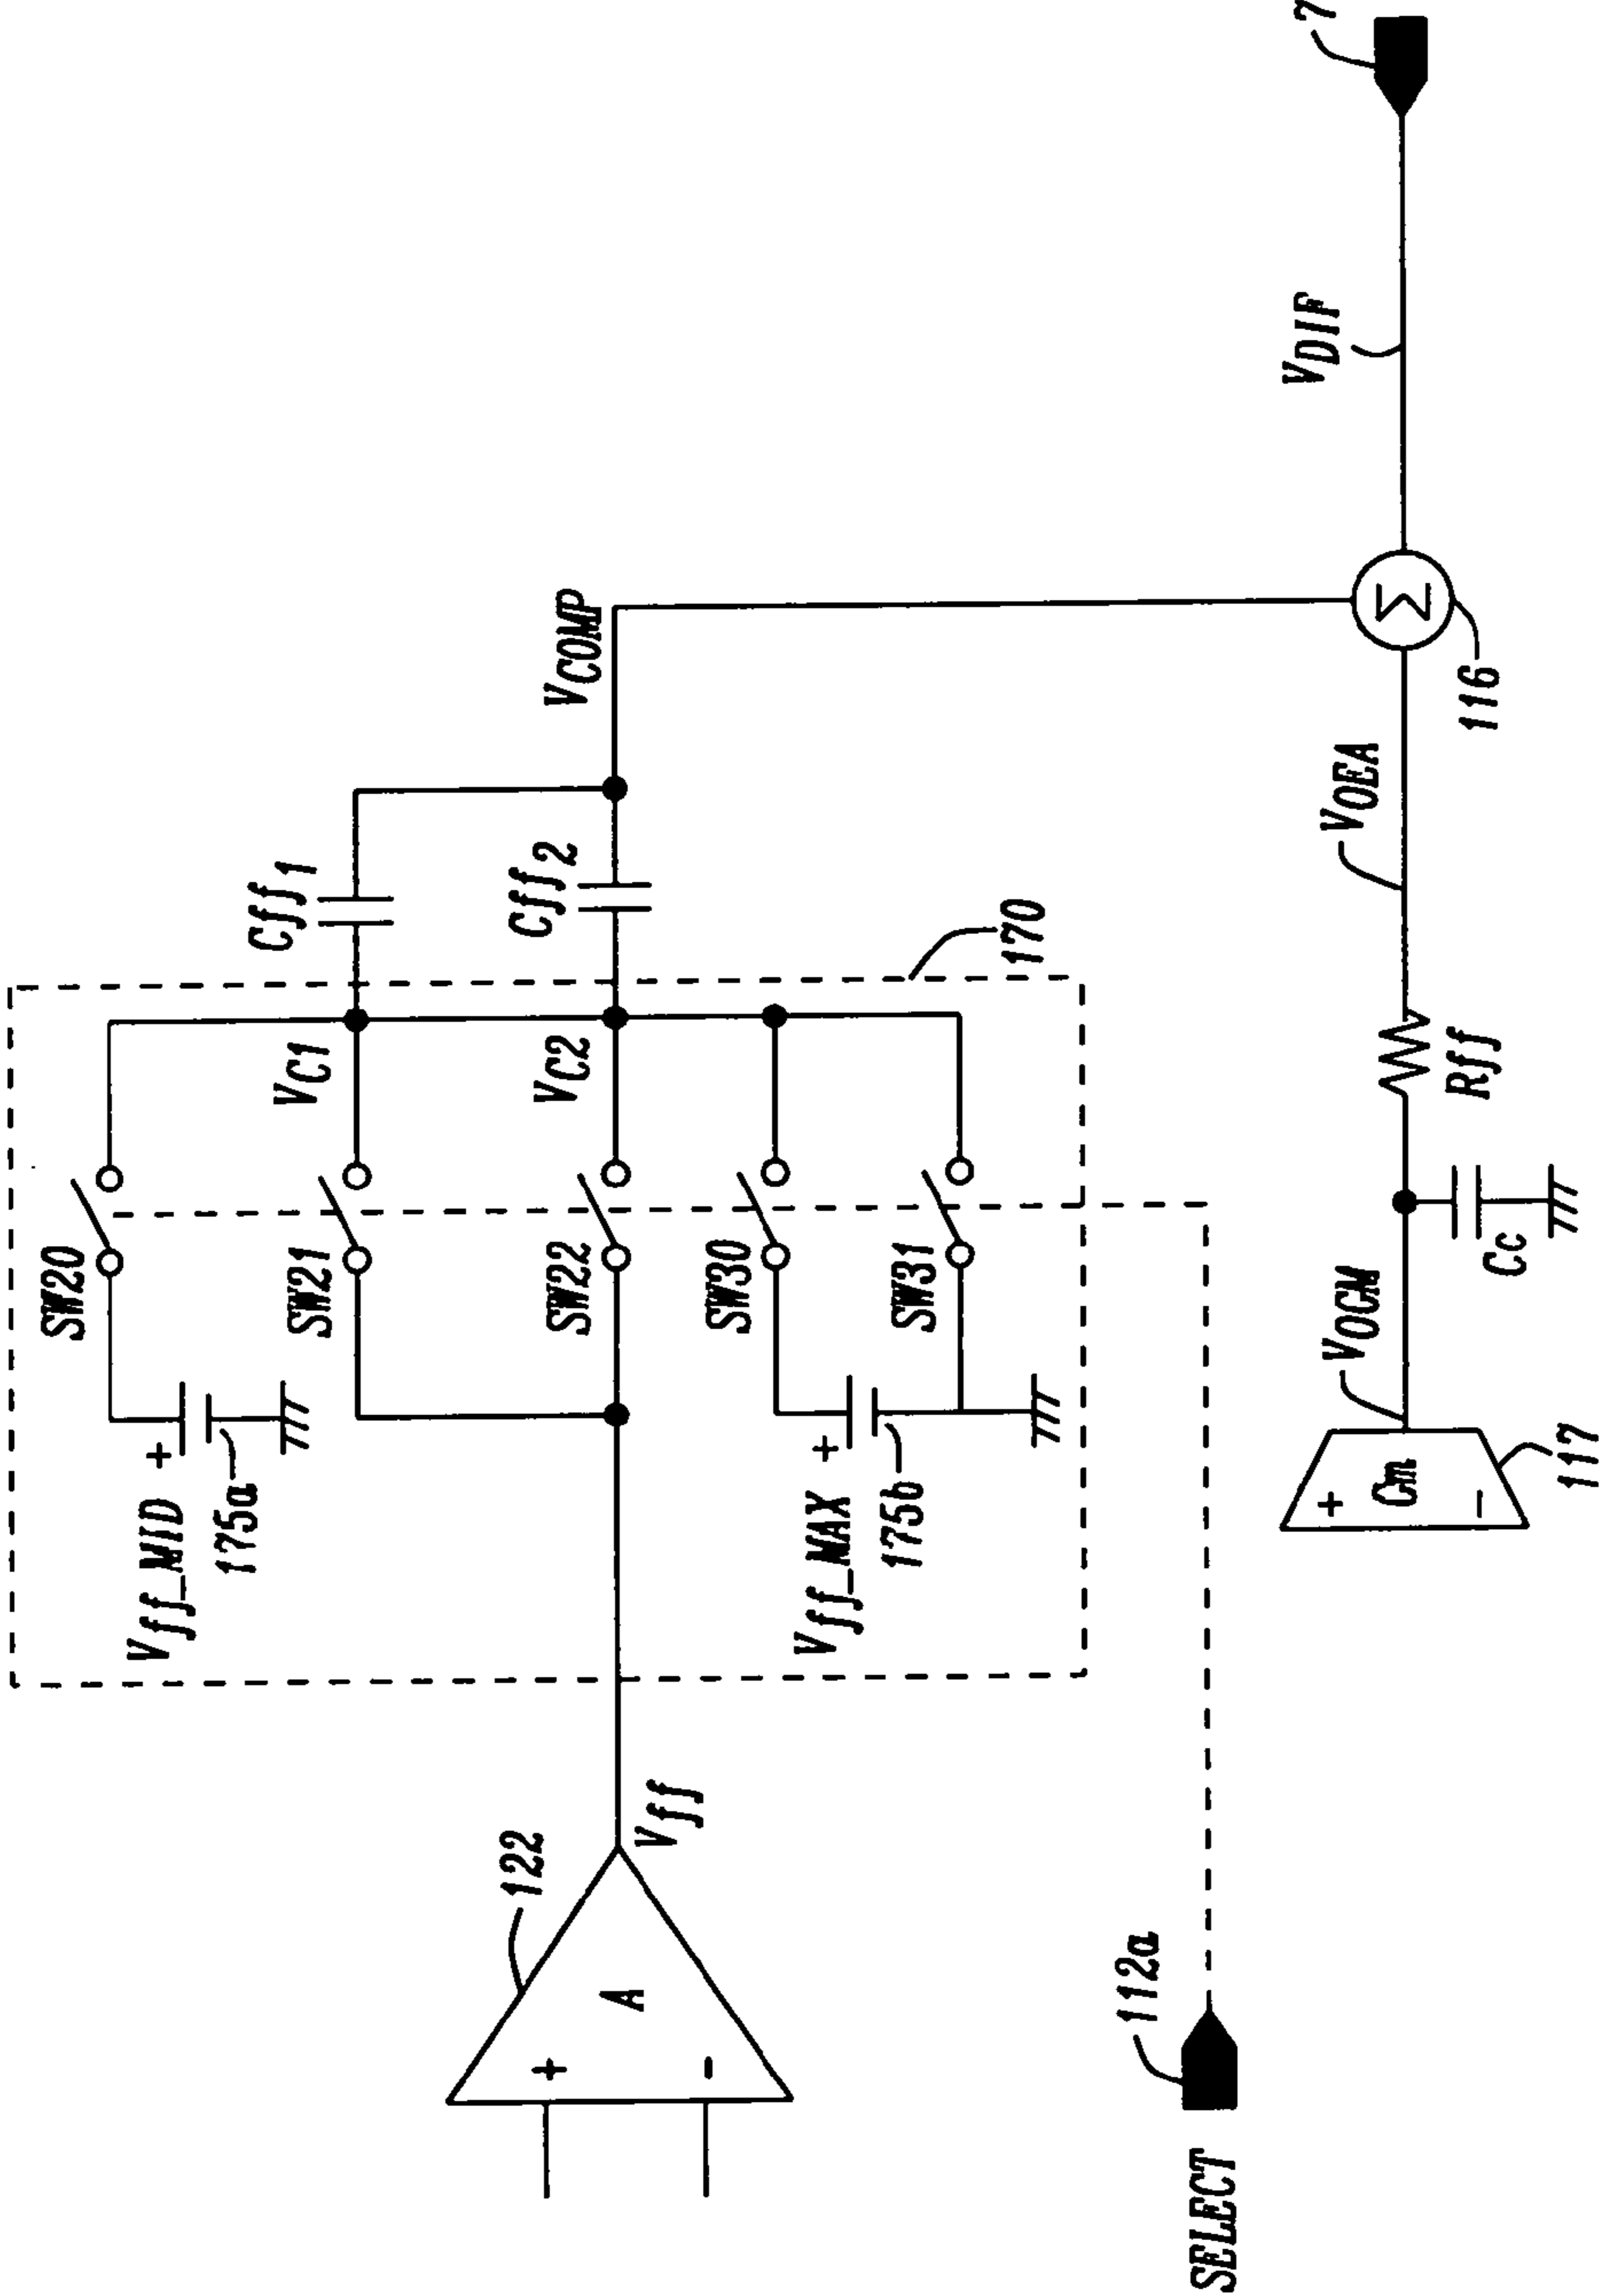 SW20
Vff_MID +
175a
SW21
VC1
Cff1
SW22
VC2
Cff2
VCOMP
SW30
Vff_MAX +
175b
SW31
170
122
+
A
-
Vff
112a
SELECT
VOCM
+
Gm
-
117
Cc
Rff
VOEA
Σ
116
VDIF
7